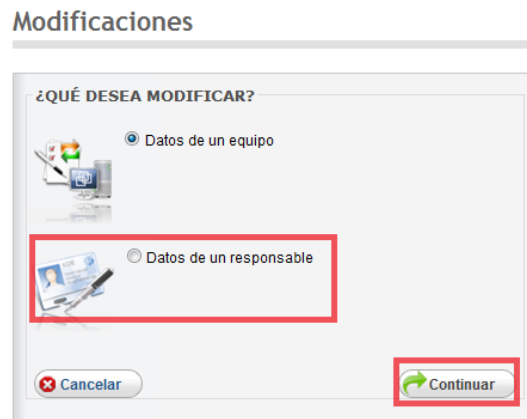 Modificaciones
¿QUÉ DESEA MODIFICAR?
Datos de un equipo
Datos de un responsable
Cancelar
Continuar